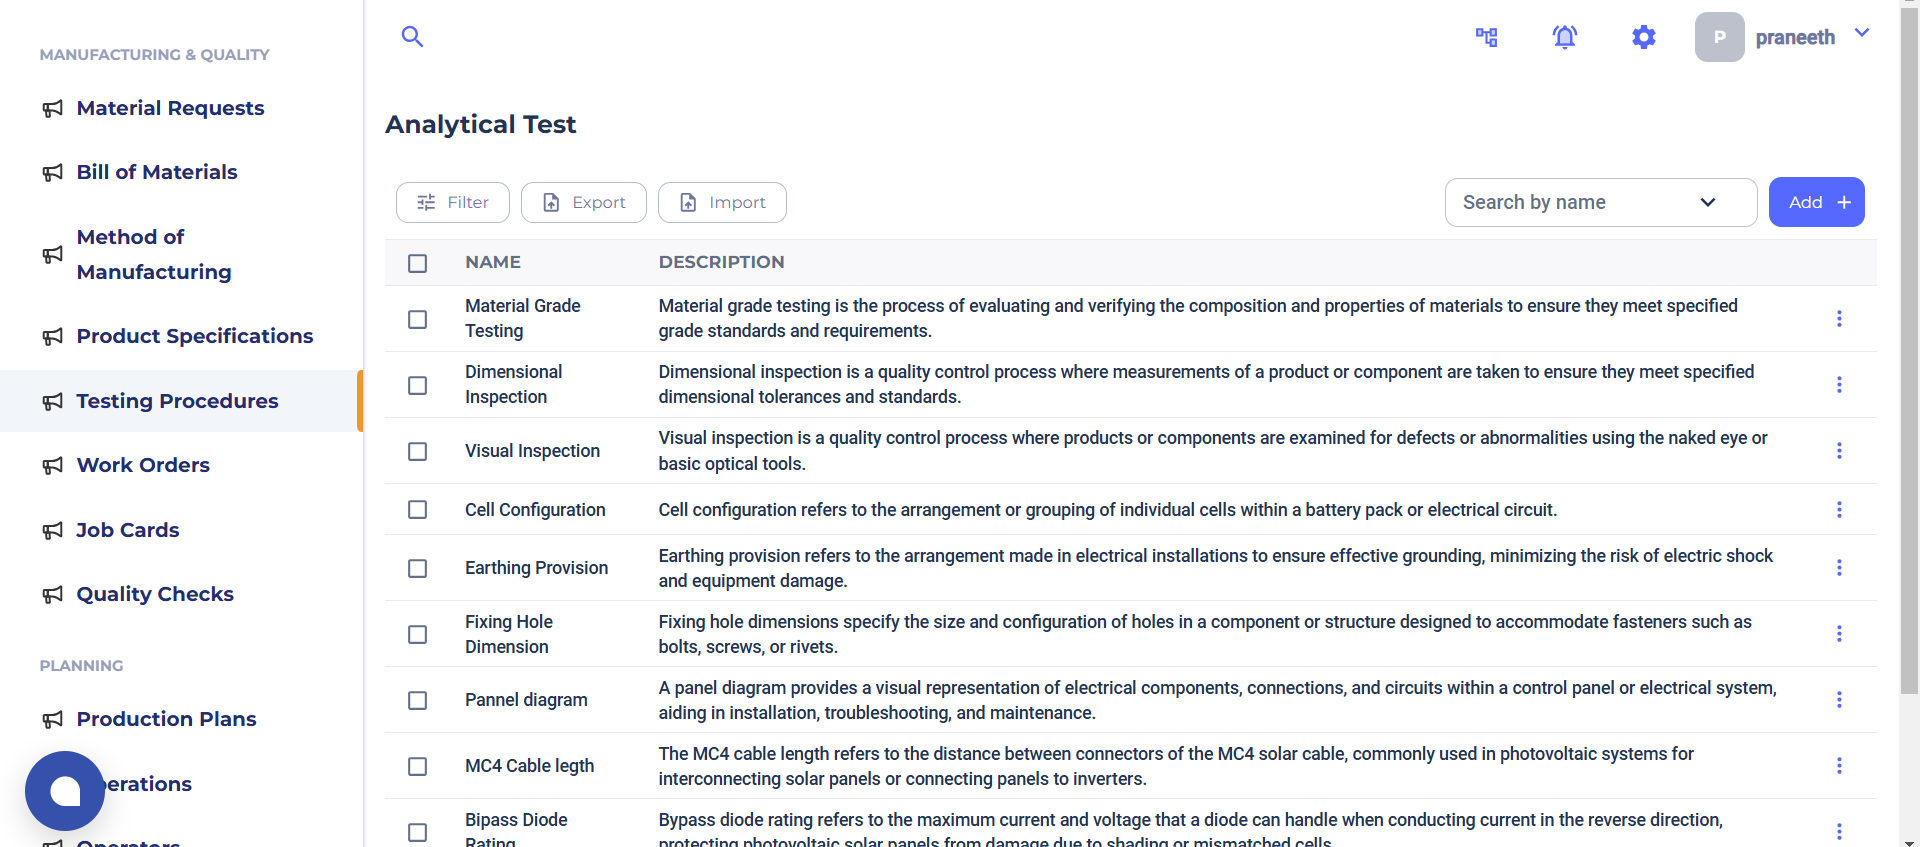 MANUFACTURING & QUALITY
Material Requests
Bill of Materials
Method of
Manufacturing
Product Specifications
Testing Procedures
Work Orders
Job Cards
Quality Checks
PLANNING
Production Plans
perations
Operators
P praneeth
Analytical Test
Filter Export Import Search by name Add +
NAME DESCRIPTION
Material Grade
Testing
Material grade testing is the process of evaluating and verifying the composition and properties of materials to ensure they meet specified
grade standards and requirements.
Dimensional
Inspection
Dimensional inspection is a quality control process where measurements of a product or component are taken to ensure they meet specified
dimensional tolerances and standards.
Visual Inspection
Visual inspection is a quality control process where products or components are examined for defects or abnormalities using the naked eye or
basic optical tools.
Cell Configuration
Cell configuration refers to the arrangement or grouping of individual cells within a battery pack or electrical circuit.
Earthing Provision
Earthing provision refers to the arrangement made in electrical installations to ensure effective grounding, minimizing the risk of electric shock
and equipment damage.
Fixing Hole
Dimension
Fixing hole dimensions specify the size and configuration of holes in a component or structure designed to accommodate fasteners such as
bolts, screws, or rivets.
Pannel diagram
A panel diagram provides a visual representation of electrical components, connections, and circuits within a control panel or electrical system,
aiding in installation, troubleshooting, and maintenance.
MC4 Cable legth
The MC4 cable length refers to the distance between connectors of the MC4 solar cable, commonly used in photovoltaic systems for
interconnecting solar panels or connecting panels to inverters.
Bipass Diode
Rating
Bypass diode rating refers to the maximum current and voltage that a diode can handle when conducting current in the reverse direction,
protecting photovoltaic solar panels from damage due to shading or mismatched cells.